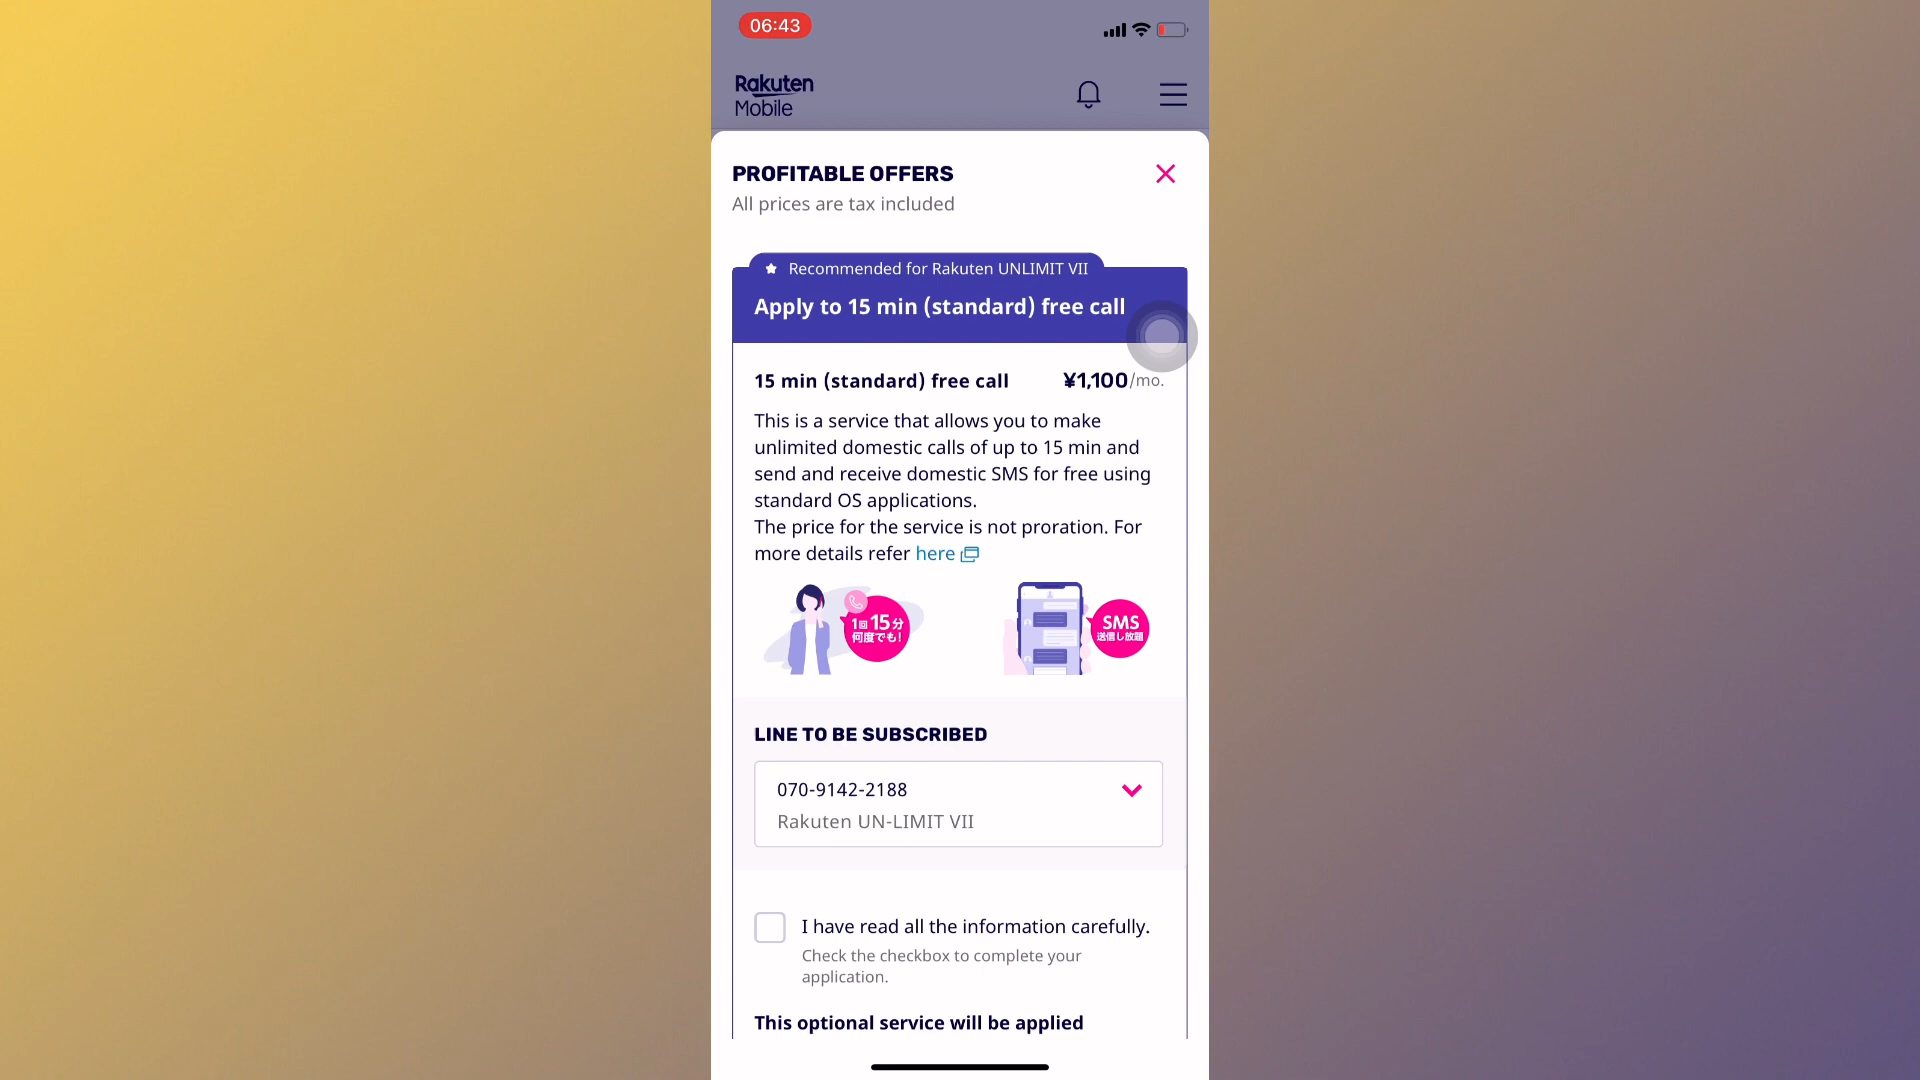 06:43
Rakuten
Mobile
PROFITABLE OFFERS
All prices are tax included
Recommended for Rakuten UNLIMIT VII
Apply to 15 min (standard) free call
15 min (standard) free call ¥1,100/mo.
This is a service that allows you to make
unlimited domestic calls of up to 15 min and
send and receive domestic SMS for free using
standard OS applications.
The price for the service is not proration. For
more details refer here
1回15分
何度でも!
SMS
送信し放題
LINE TO BE SUBSCRIBED
070-9142-2188
Rakuten UN-LIMIT VII
I have read all the information carefully.
Check the checkbox to complete your
application.
This optional service will be applied